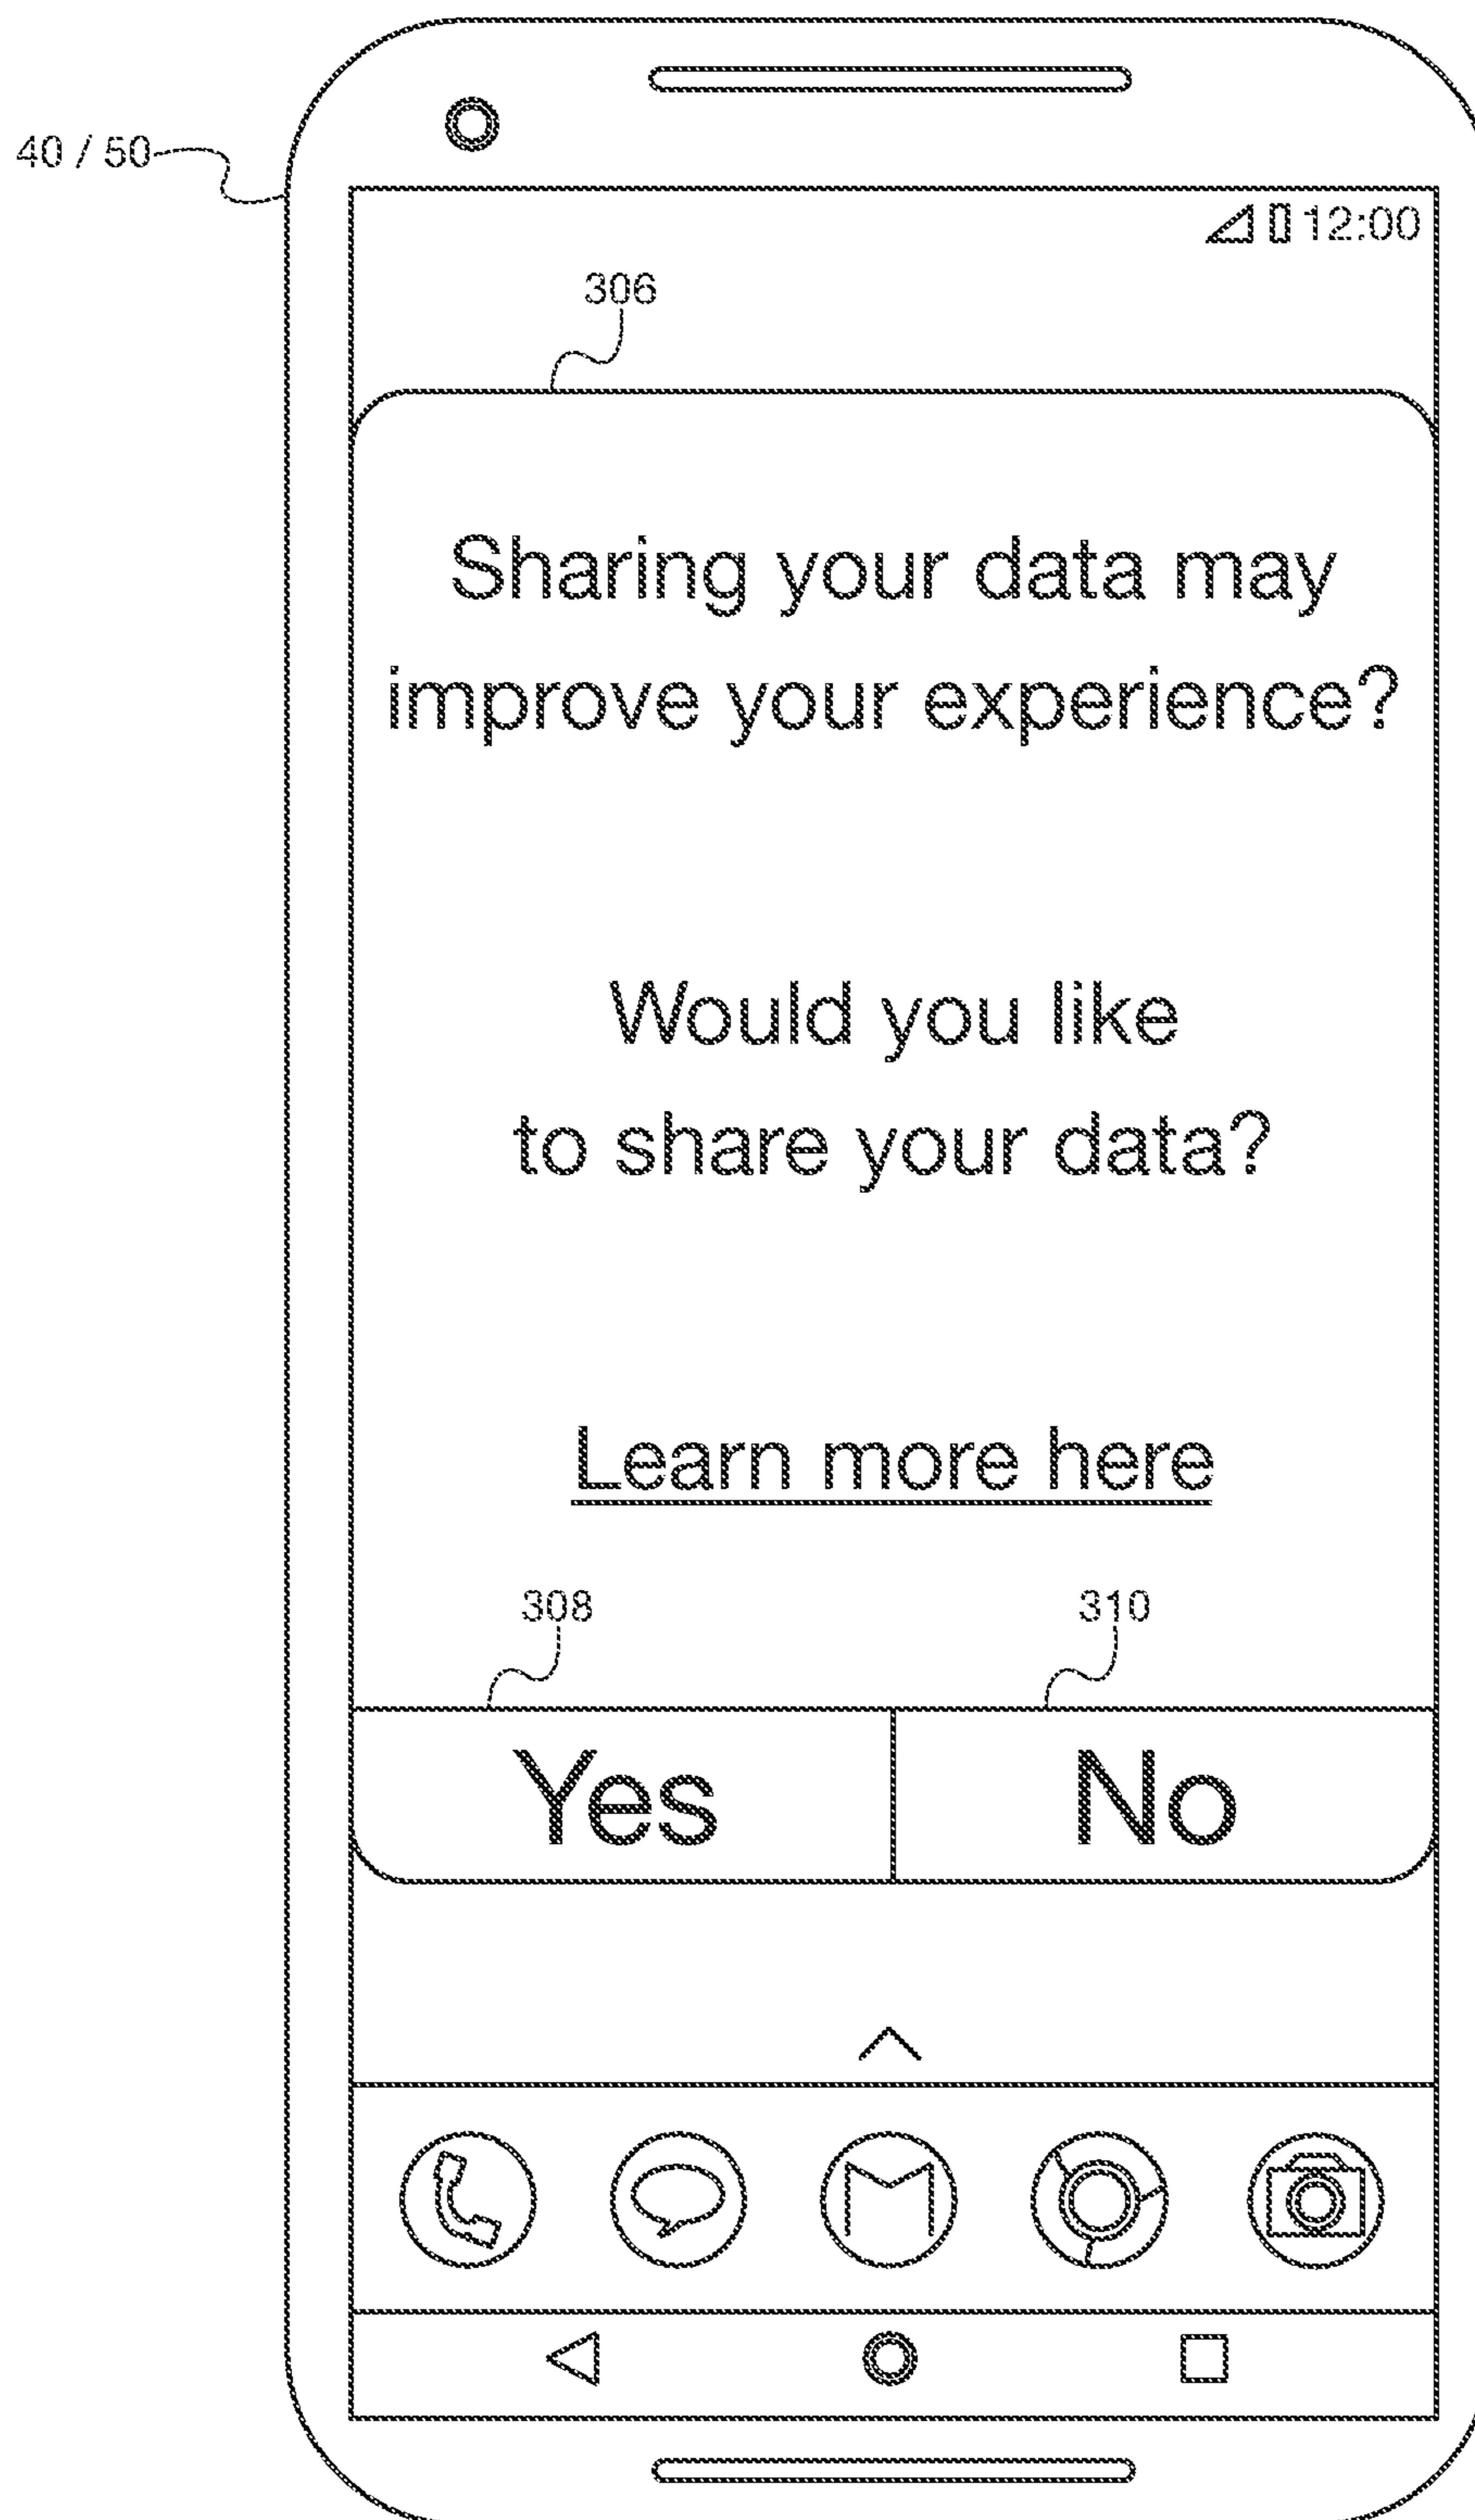 40 / 50
12:00
306
Sharing your data may
improve your experience?
Would you like
to share your data?
Learn more here
308
310
Yes
No